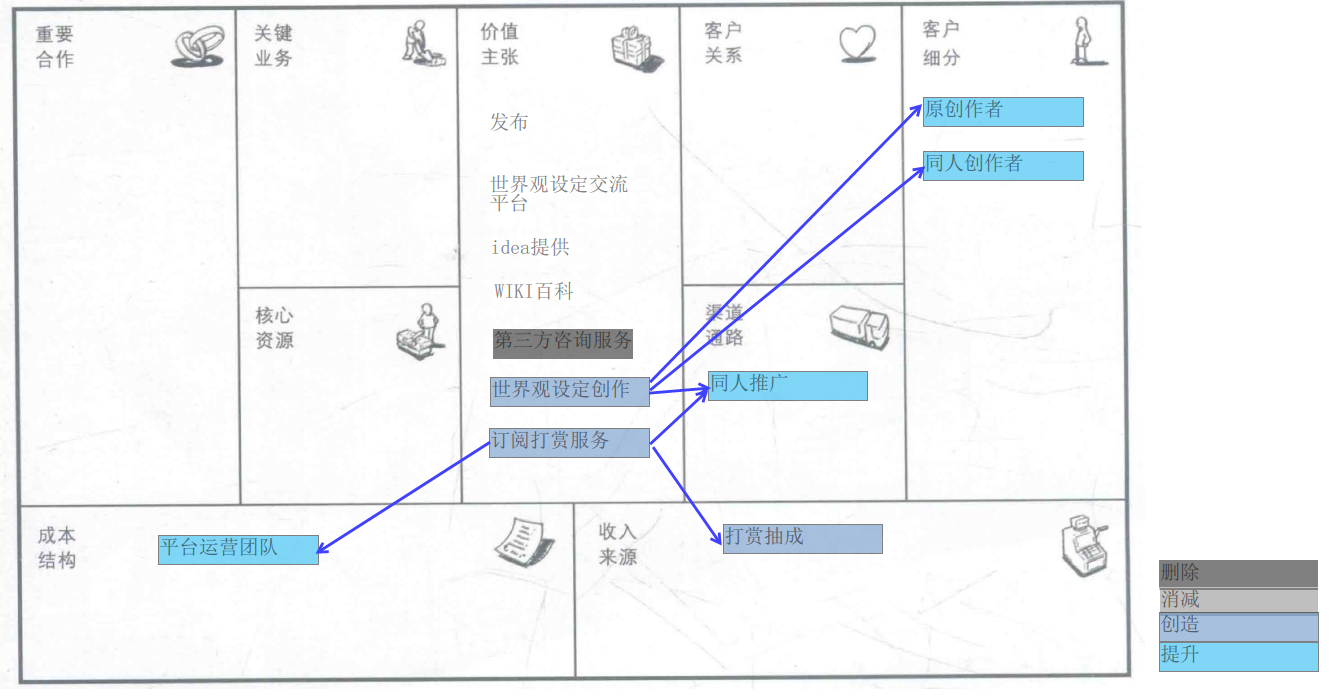 重要
合作
关键
业务
价值
主张
客户
关系
客户
细分
发布
世界观设定交流
平台
idea提供
WIKI百科
第三方咨询服务
世界观设定创作
订阅打赏服务
原创作者
同人创作者
核心
资源
渠道
通路
同人推广
成本
结构
平台运营团队
收入
来源
打赏抽成
删除
消减
创造
提升